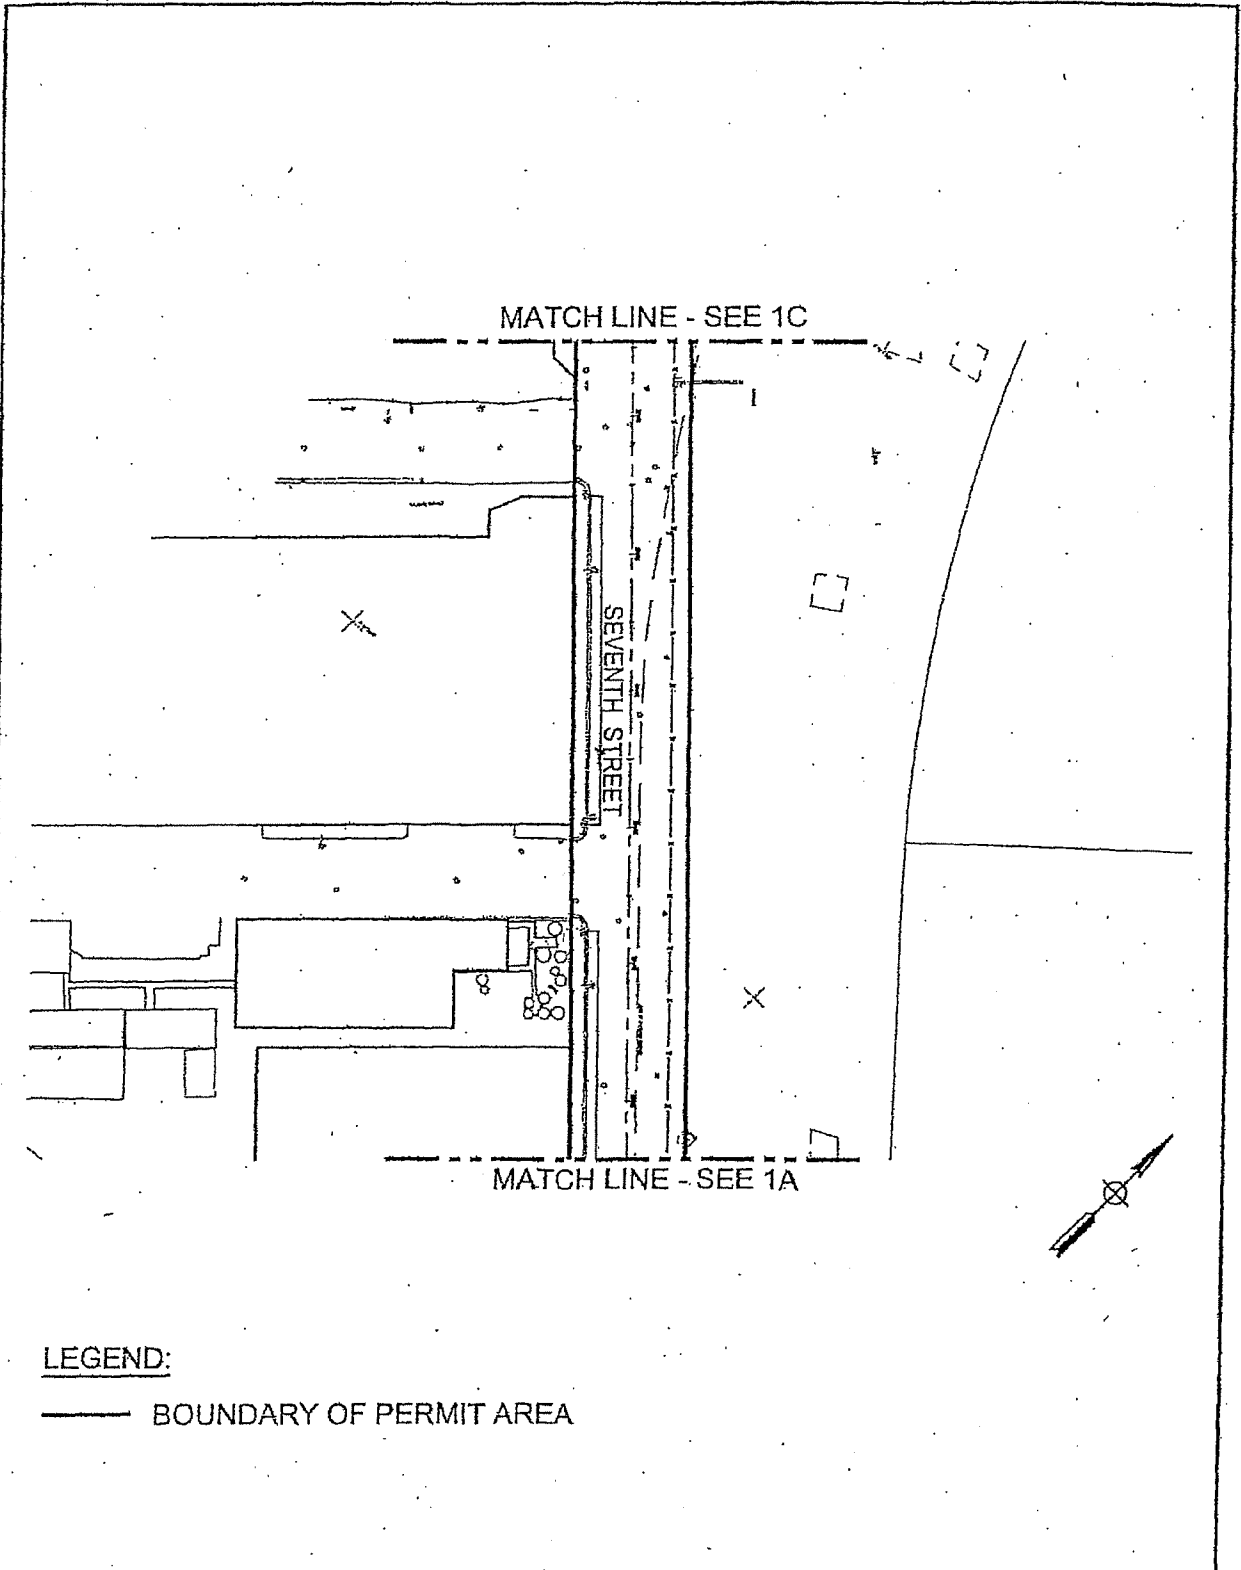 MATCH LINE - SEE 1C
SEVENTH STREET
MATCH LINE - SEE 1A
LEGEND:
BOUNDARY OF PERMIT AREA